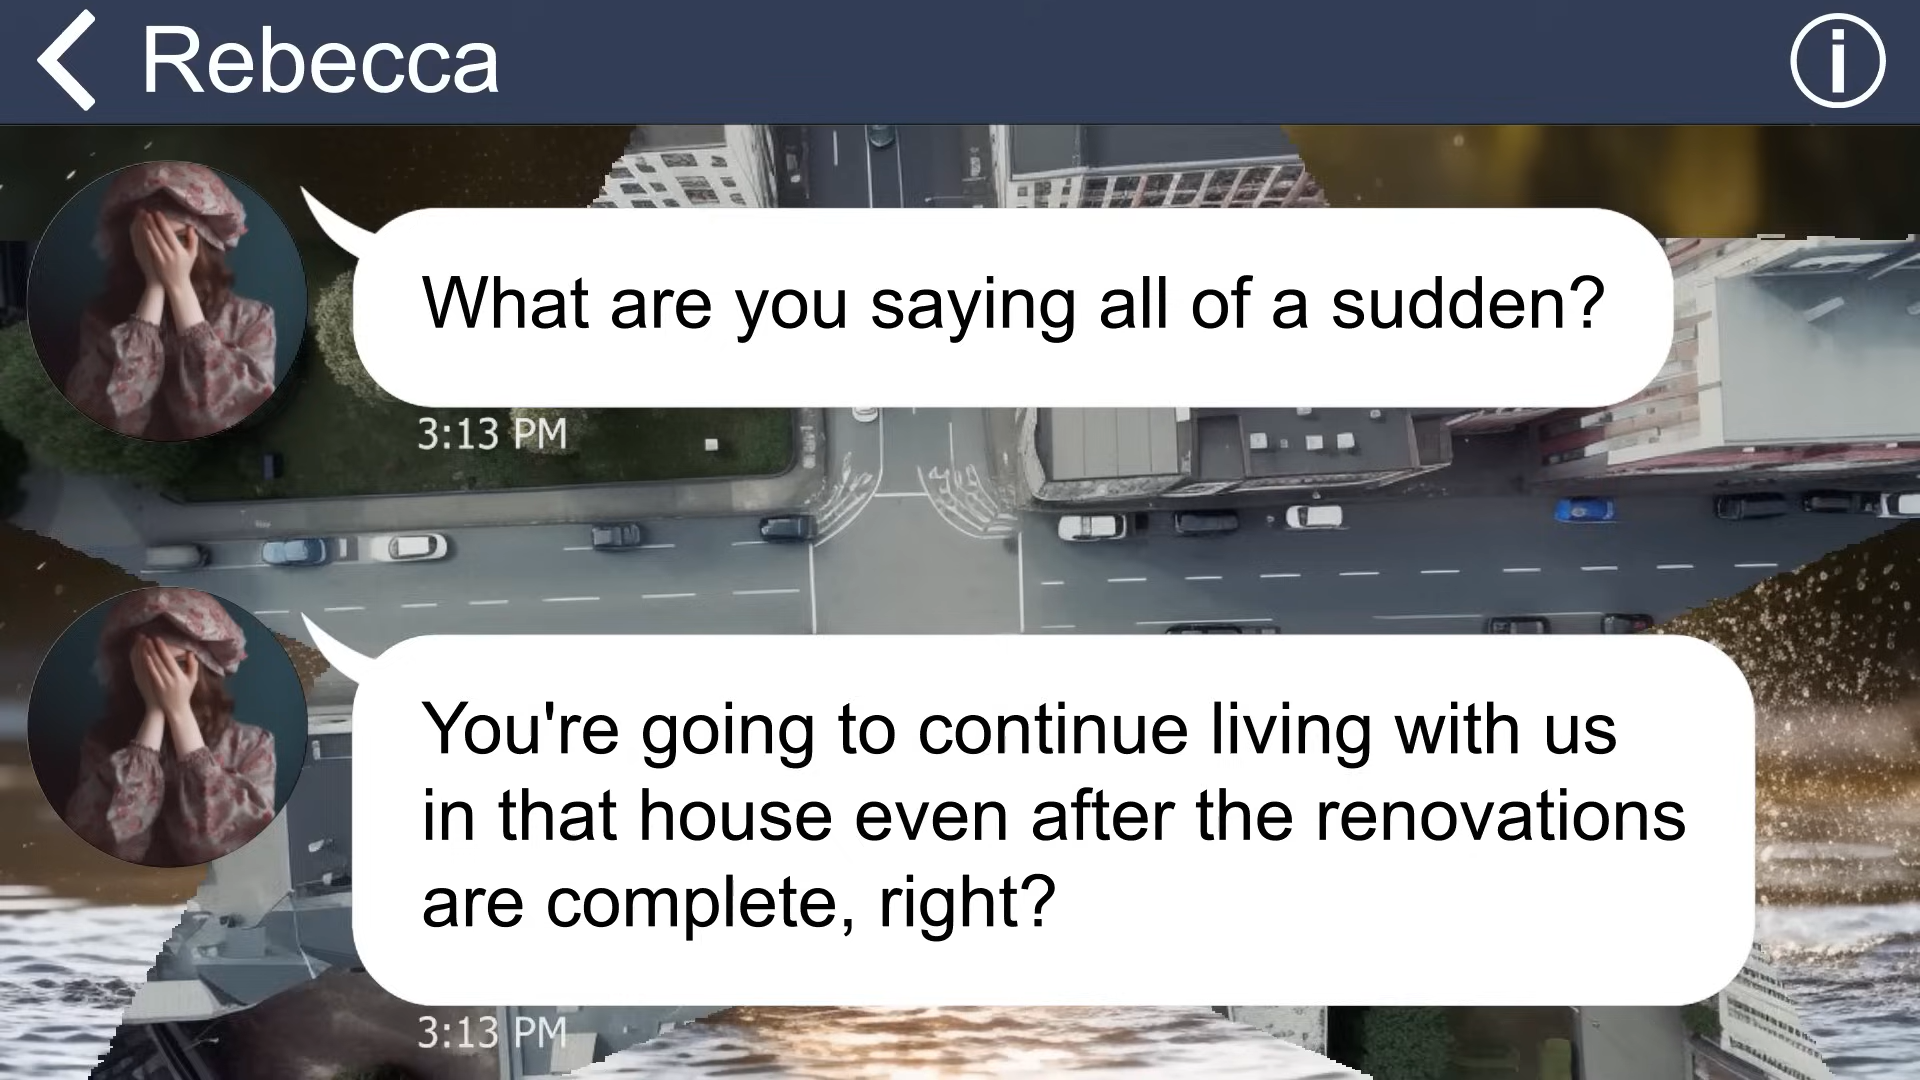 Rebecca
What are you saying all of a sudden?
3:13 PM
You're going to continue living with us
in that house even after the renovations
are complete, right?
3:13 PM